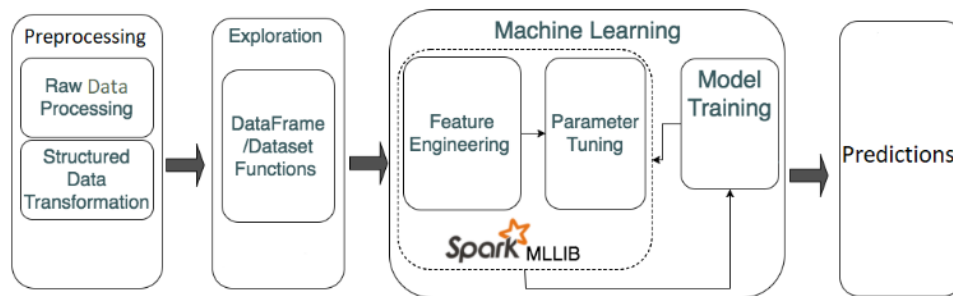 Preprocessing
Raw Data
Processing
Structured
Data
Transformation
Exploration
DataFrame
/Dataset
Functions
Machine Learning
Feature
Engineering
Parameter
Tuning
Model
Training
Spark MLLIB
Predictions